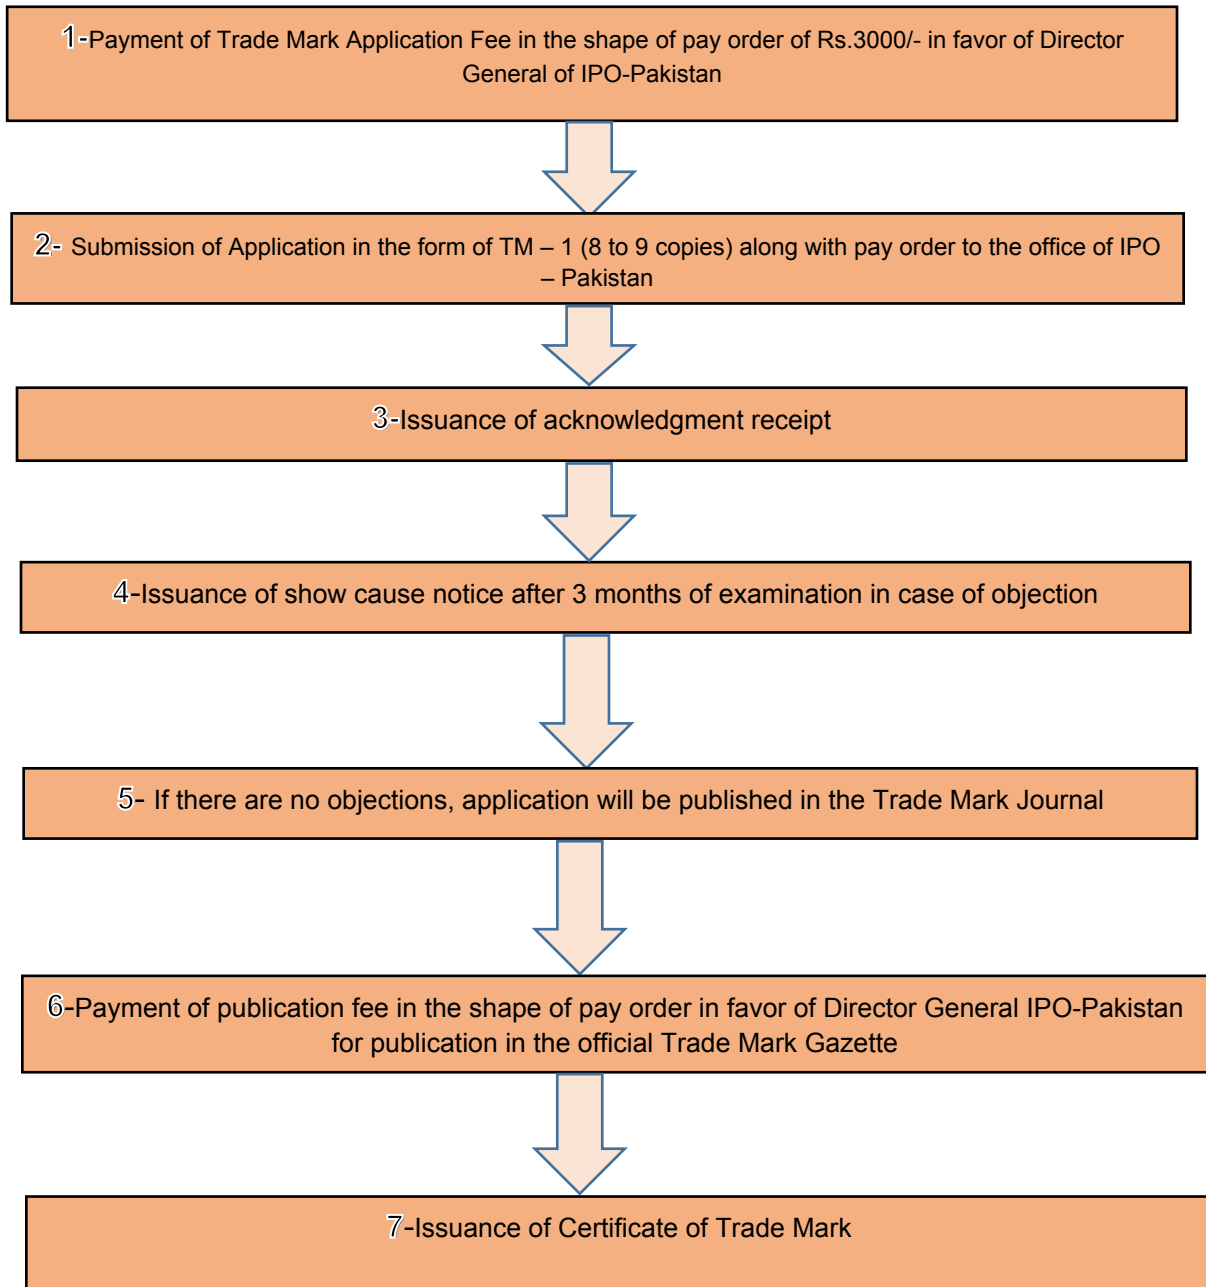 1-Payment of Trade Mark Application Fee in the shape of pay order of Rs.3000/- in favor of Director
General of IPO-Pakistan
2- Submission of Application in the form of TM – 1 (8 to 9 copies) along with pay order to the office of IPO
– Pakistan
3-Issuance of acknowledgment receipt
4-Issuance of show cause notice after 3 months of examination in case of objection
5- If there are no objections, application will be published in the Trade Mark Journal
6-Payment of publication fee in the shape of pay order in favor of Director General IPO-Pakistan
for publication in the official Trade Mark Gazette
7-Issuance of Certificate of Trade Mark